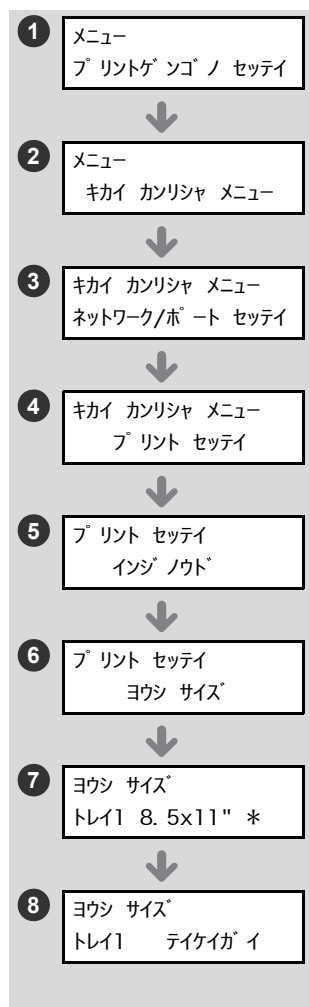 1
メニュー
プリントゲンゴノ セッテイ
2
メニュー
キカイ カンリシャ メニュー
3
キカイ カンリシャ メニュー
ネットワーク/ポート セッテイ
4
キカイ カンリシャ メニュー
プリント セッテイ
5
プリント セッテイ
インジノウド
6
プリント セッテイ
ヨウシ サイズ
7
ヨウシ サイズ
トレイ1 8.5x11" *
8
ヨウシ サイズ
トレイ1 テイケイガイ